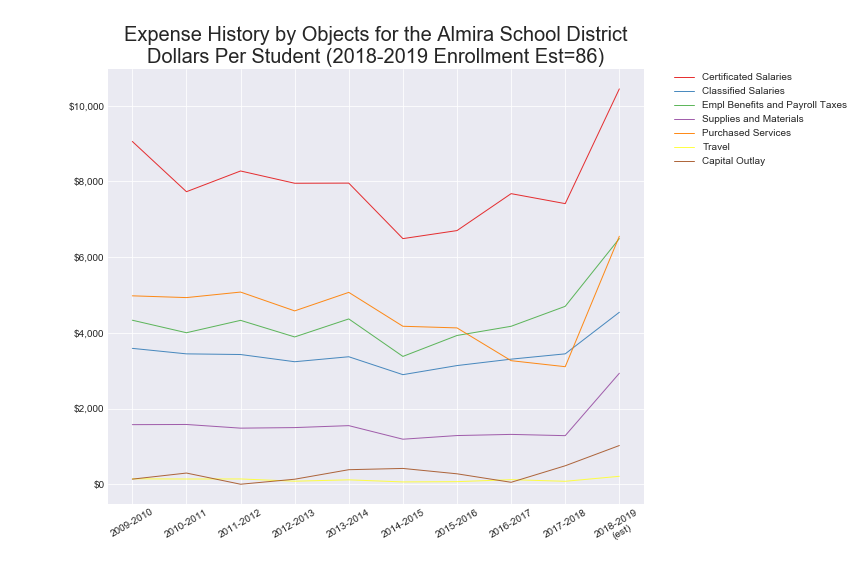 Expense History by Objects for the Almira School District
Dollars Per Student (2018-2019 Enrollment Est=86)
Certificated Salaries
Classified Salaries
Empl Benefits and Payroll Taxes
Supplies and Materials
Purchased Services
Travel
Capital Outlay
$10,000
$8,000
$6,000
$4,000
$2,000
$0
2009-2010
2010-2011
2011-2012
2012-2013
2013-2014
2014-2015
2015-2016
2016-2017
2017-2018
2018-2019
(est)